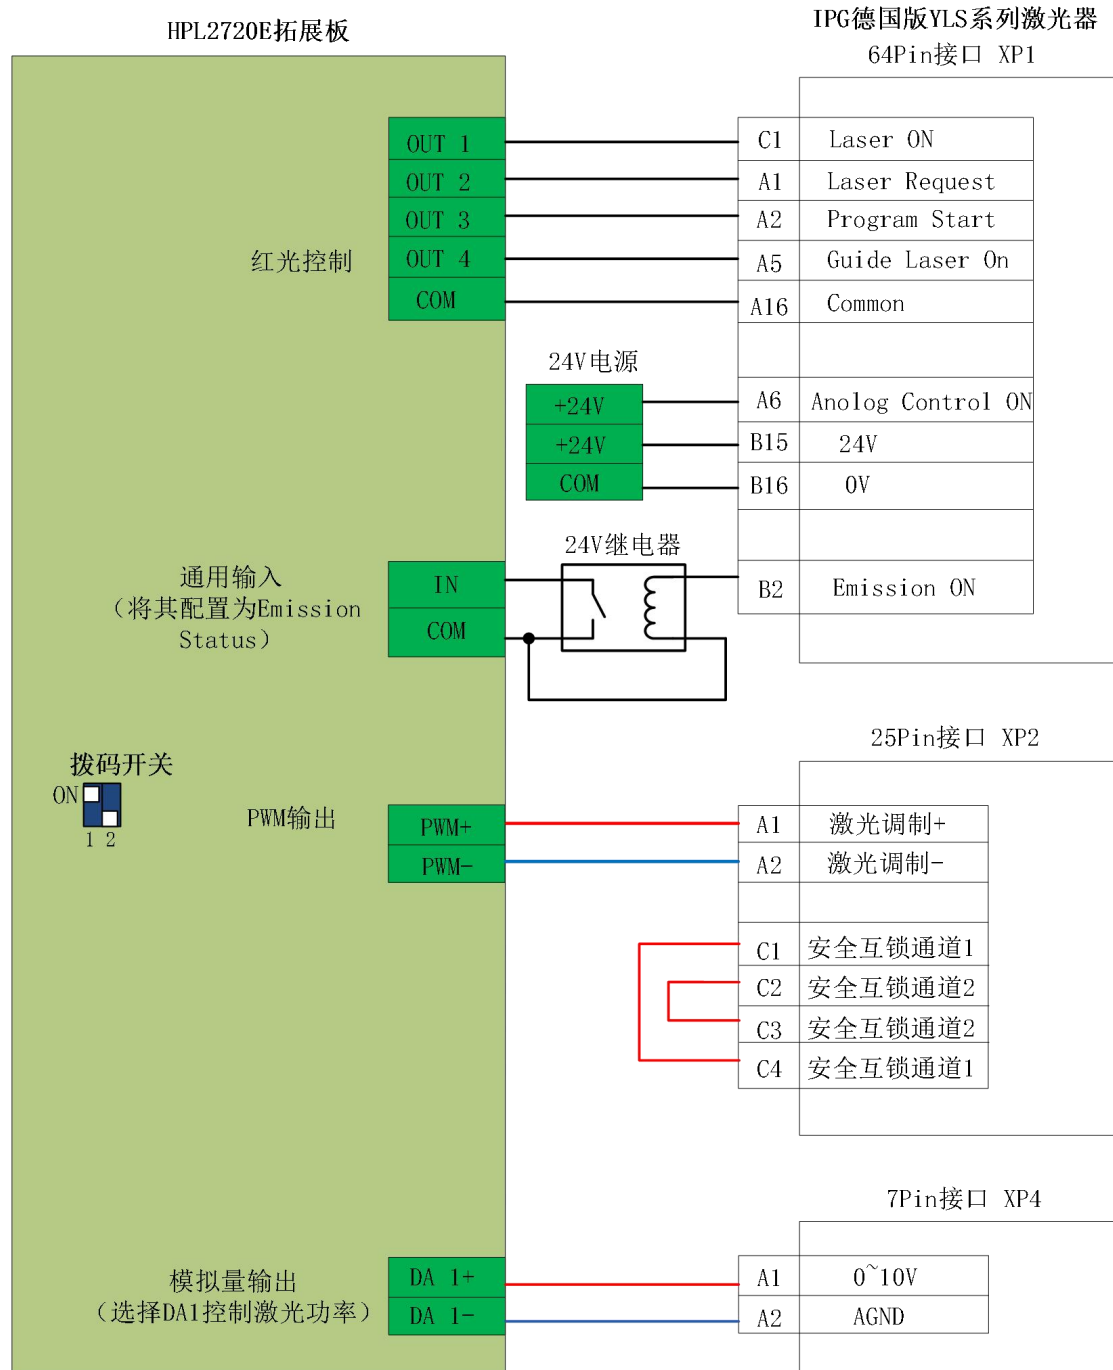 HPL2720E拓展板
IPG德国版YLS系列激光器
64Pin接口 XP1
OUT 1
C1
Laser ON
OUT 2
A1
Laser Request
OUT 3
A2
Program Start
红光控制
OUT 4
A5
Guide Laser On
COM
A16
Common
24V电源
+24V
A6
Anolog Control ON
+24V
B15
24V
COM
B16
0V
24V继电器
通用输入
（将其配置为Emission
Status）
IN
COM
B2
Emission ON
25Pin接口 XP2
拨码开关
ON
1 2
PWM输出
PWM+
A1
激光调制+
PWM-
A2
激光调制-
C1
安全互锁通道1
C2
安全互锁通道2
C3
安全互锁通道2
C4
安全互锁通道1
7Pin接口 XP4
模拟量输出
（选择DA1控制激光功率）
DA 1+
A1
0~10V
DA 1-
A2
AGND